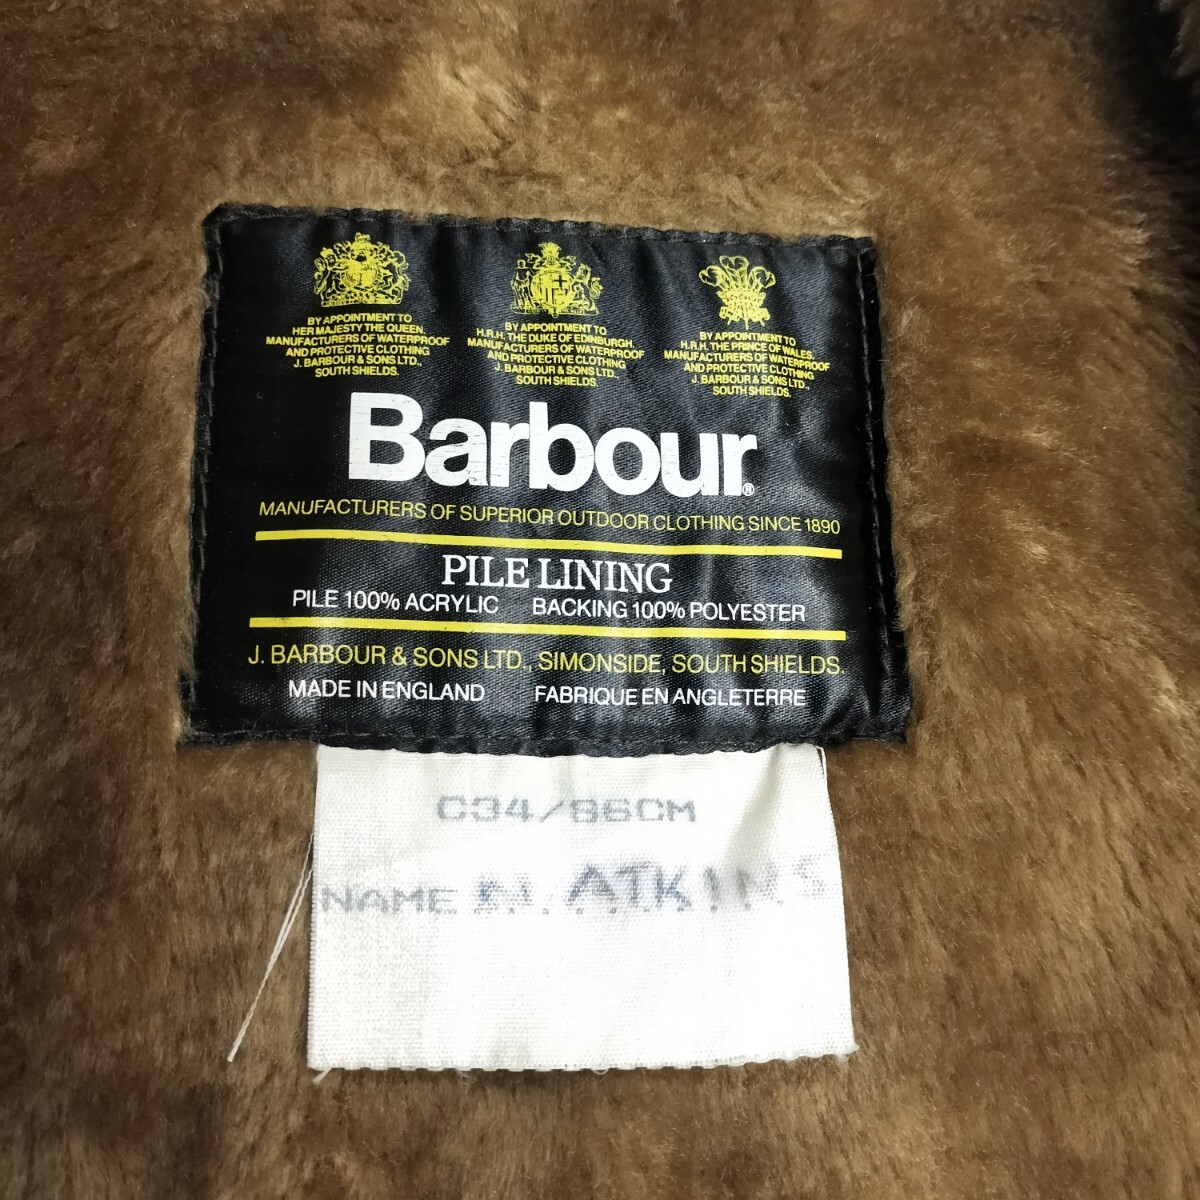 BY APPOINTMENT TO
HER MAJESTY THE QUEEN.
MANUFACTURERS OF WATERPROOF
AND PROTECTIVE CLOTHING
J. BARBOUR & SONS LTD.,
SOUTH SHIELDS.
BY APPOINTMENT TO
H.R.H. THE DUKE OF EDINBURGH.
MANUFACTURERS OF WATERPROOF
AND PROTECTIVE CLOTHING
J. BARBOUR & SONS LTD.,
SOUTH SHIELDS.
BY APPOINTMENT TO
H.R.H. THE PRINCE OF WALES
MANUFACTURERS OF WATERPROOF
AND PROTECTIVE CLOTHING
J. BARBOUR & SONS LTD.,
SOUTH SHIELDS.
Barbour®
MANUFACTURERS OF SUPERIOR OUTDOOR CLOTHING SINCE 1890
PILE LINING
PILE 100% ACRYLIC BACKING 100% POLYESTER
J. BARBOUR & SONS LTD., SIMONSIDE, SOUTH SHIELDS.
MADE IN ENGLAND FABRIQUE EN ANGLETERRE
C34/86CM
NAME N. ATKINS